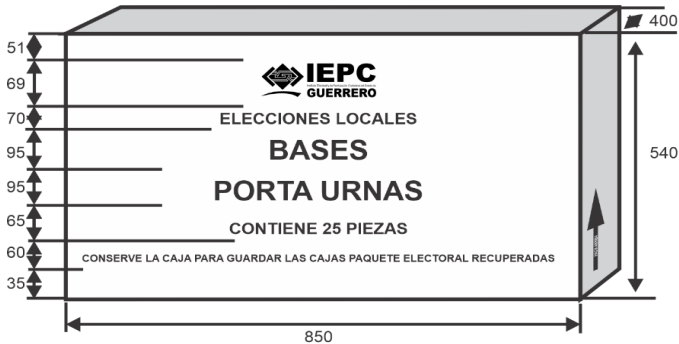 400
51
69
IEPC
GUERRERO
70
ELECCIONES LOCALES
95
BASES
540
95
PORTA URNAS
65
CONTIENE 25 PIEZAS
60
CONSERVE LA CAJA PARA GUARDAR LAS CAJAS PAQUETE ELECTORAL RECUPERADAS
35
850